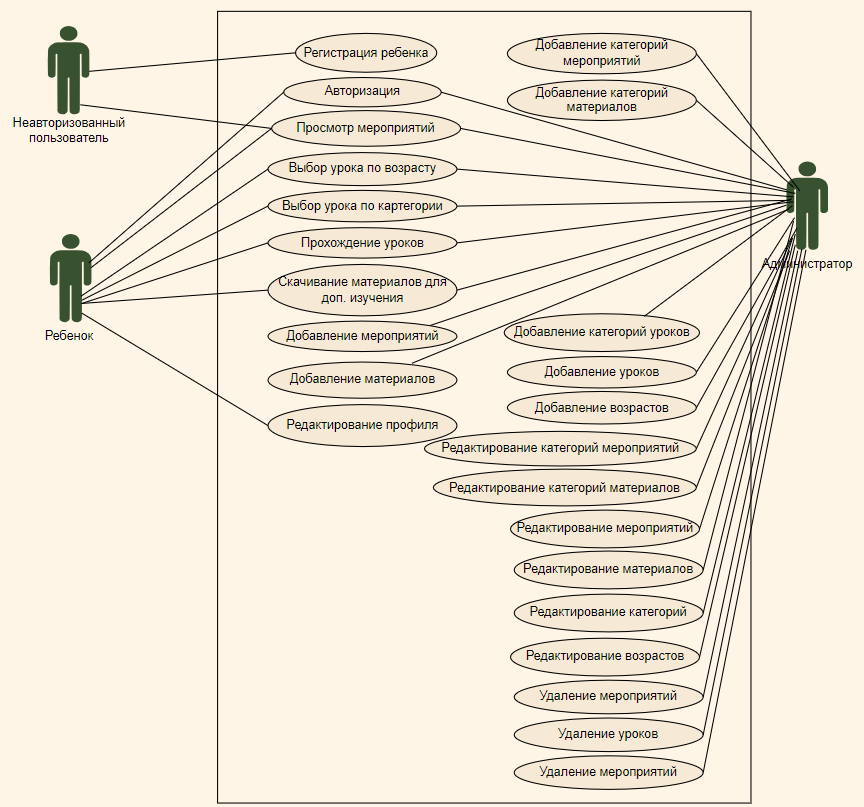 Неавторизованный
пользователь
Ребенок
Регистрация ребенка
Авторизация
Просмотр мероприятий
Выбор урока по возрасту
Выбор урока по картегории
Прохождение уроков
Скачивание материалов для
доп. изучения
Добавление мероприятий
Добавление материалов
Редактирование профиля
Добавление категорий
мероприятий
Добавление категорий
материалов
Добавление категорий уроков
Добавление уроков
Добавление возрастов
Редактирование категорий мероприятий
Редактирование категорий материалов
Редактирование мероприятий
Редактирование материалов
Редактирование категорий
Редактирование возрастов
Удаление мероприятий
Удаление уроков
Удаление мероприятий
Администратор